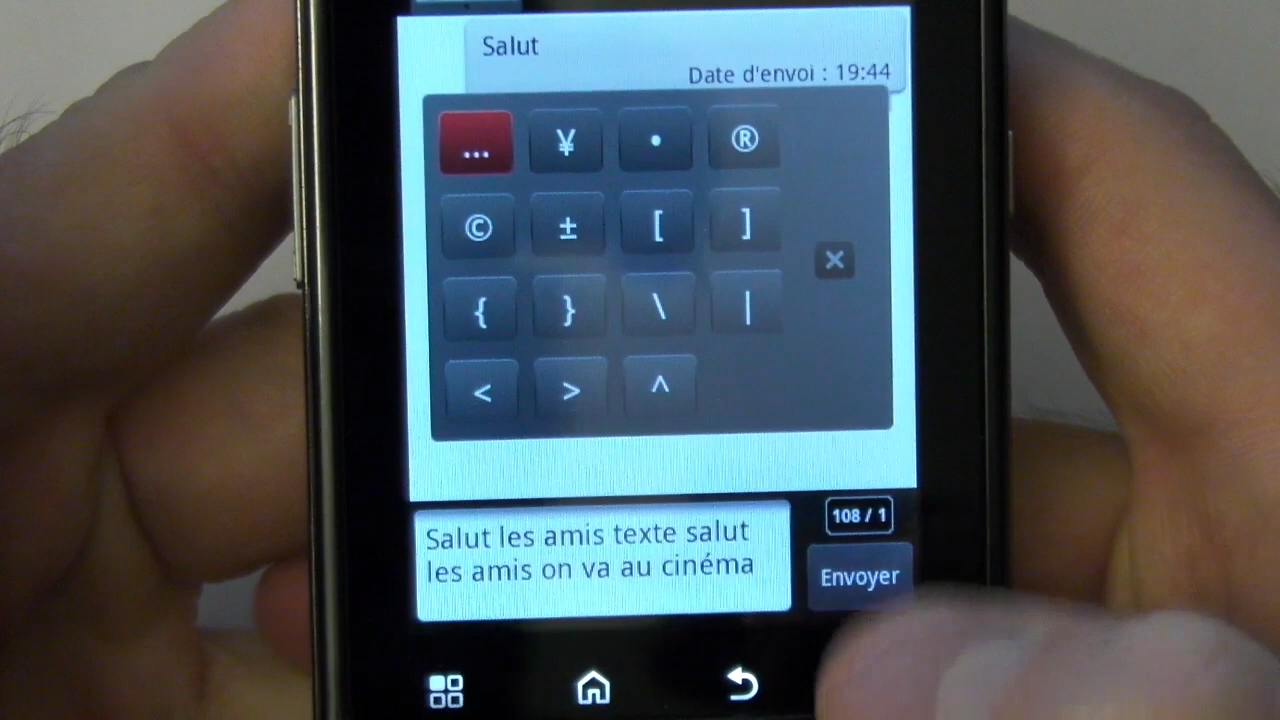 Salut
Date d'envoi : 19:44
... ¥ • ®
© ± [ ]
{ } \ |
< > ^
108 / 1
Salut les amis texte salut
les amis on va au cinéma
Envoyer